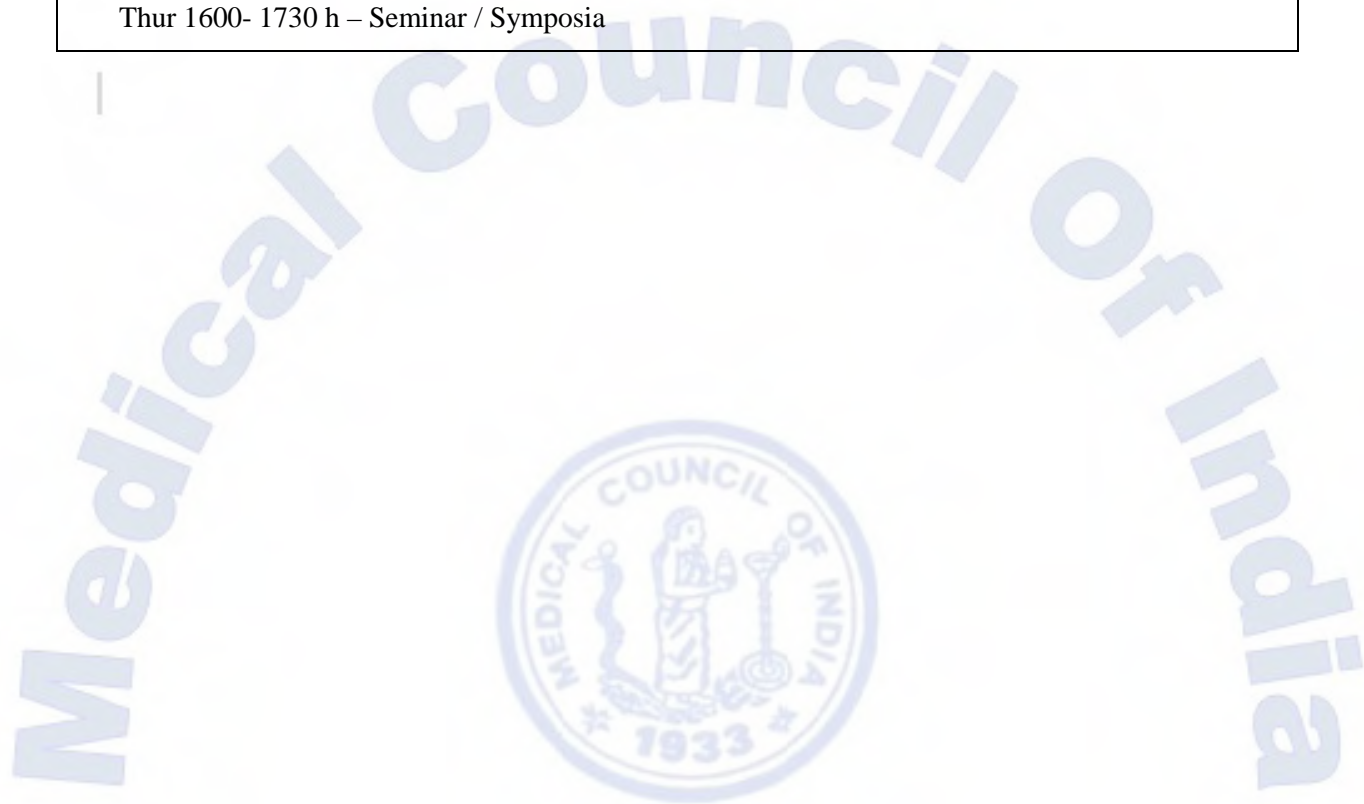 Thur 1600- 1730 h – Seminar / Symposia
Medical Council Of India
MEDICAL COUNCIL OF INDIA
1933